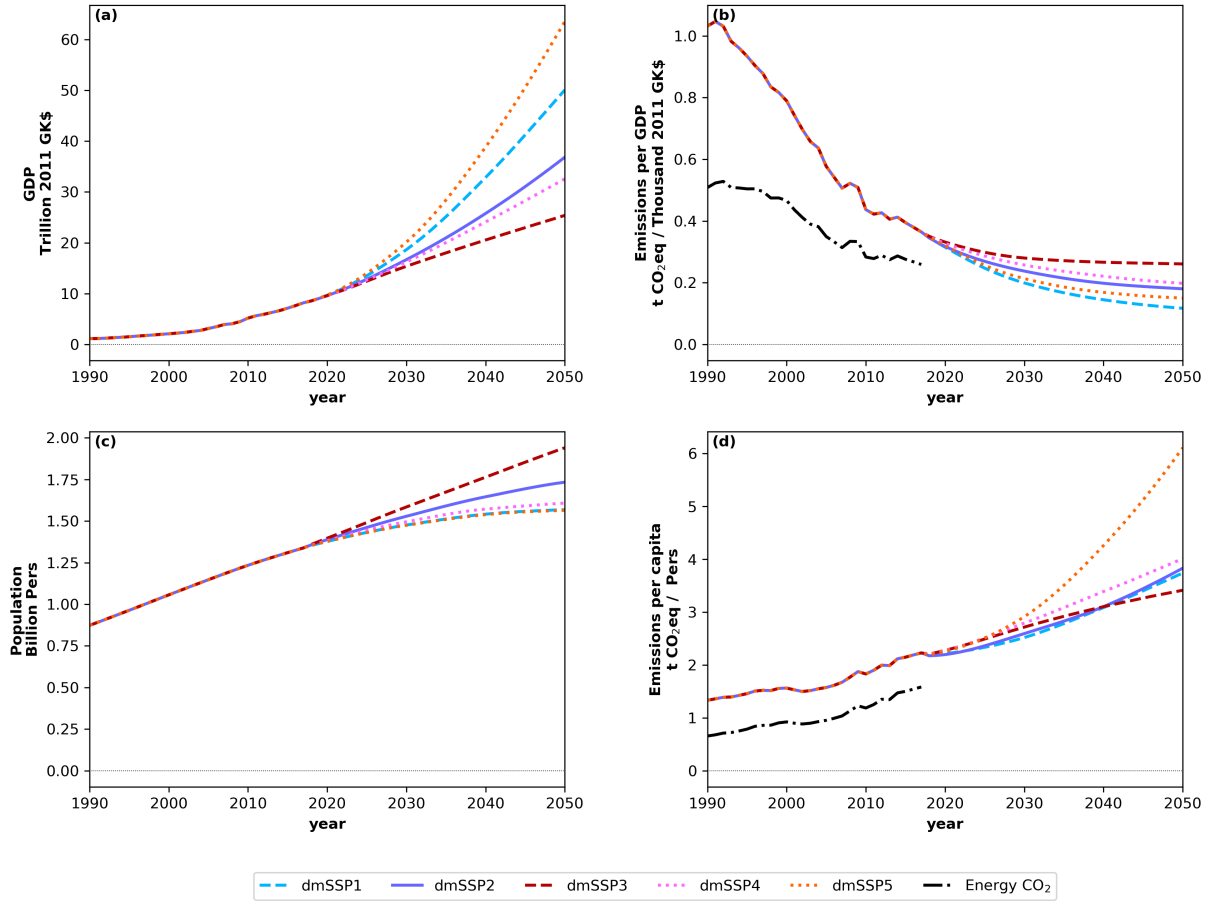 (a)
GDP
Trillion 2011 GK$
60
50
40
30
20
10
0
1990 2000 2010 2020 2030 2040 2050
year
(b)
Emissions per GDP
t CO₂eq / Thousand 2011 GK$
1.0
0.8
0.6
0.4
0.2
0.0
1990 2000 2010 2020 2030 2040 2050
year
(c)
Population
Billion Pers
2.00
1.75
1.50
1.25
1.00
0.75
0.50
0.25
0.00
1990 2000 2010 2020 2030 2040 2050
year
(d)
Emissions per capita
t CO₂eq / Pers
6
5
4
3
2
1
0
1990 2000 2010 2020 2030 2040 2050
year
dmSSP1 dmSSP2 dmSSP3 dmSSP4 dmSSP5 Energy CO₂